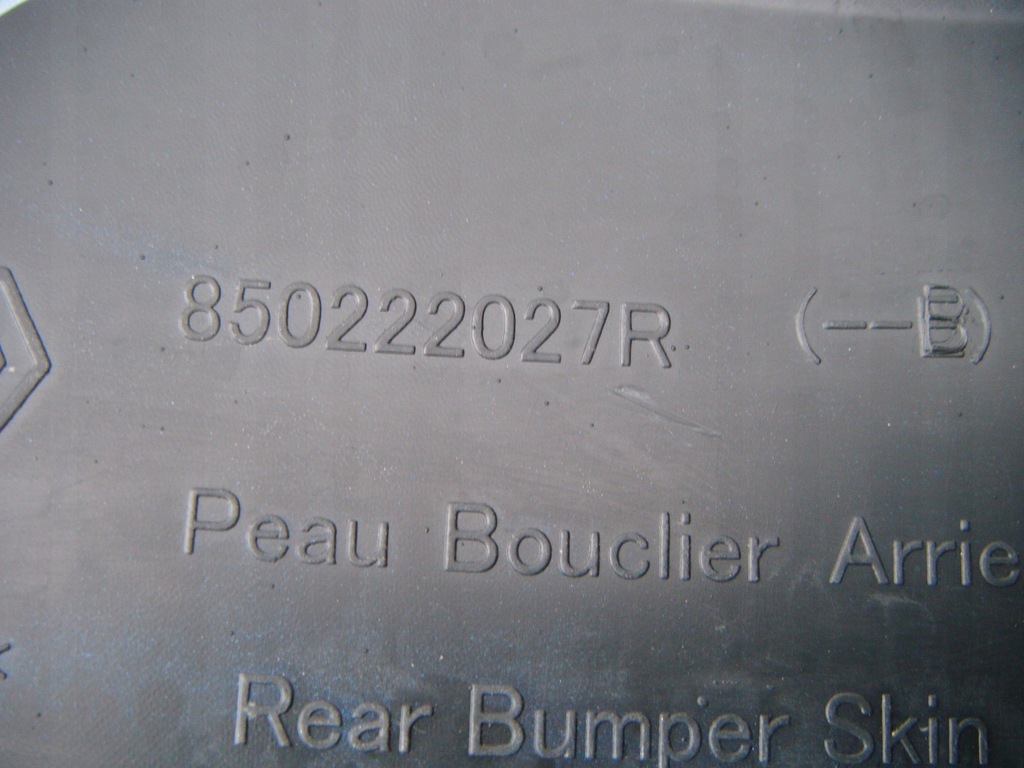 850222027R (--B)
Peau Bouclier Arrie
Rear Bumper Skin